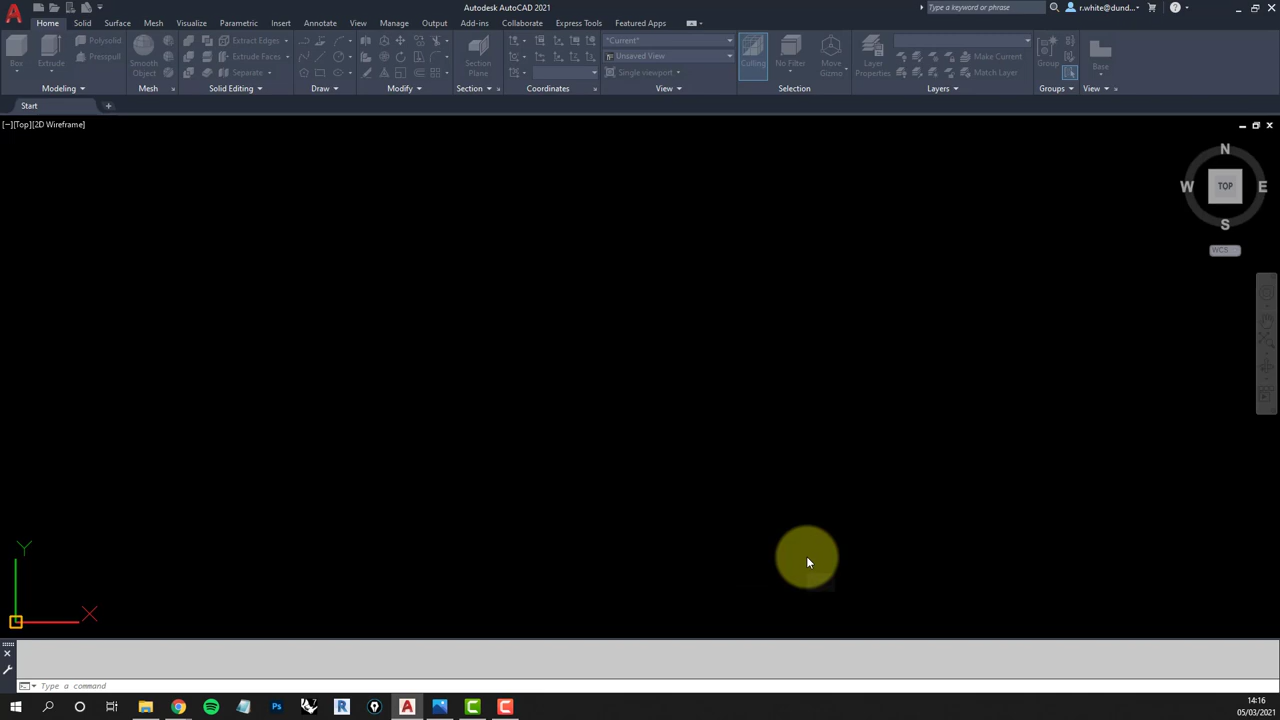 Autodesk AutoCAD 2021
Type a keyword or phrase
r.white@dund...
Home Solid Surface Mesh Visualize Parametric Insert Annotate View Manage Output Add-ins Collaborate Express Tools Featured Apps
Polysolid Extract Edges *Current*
Box Extrude Presspull Smooth Object Extrude Faces Section Plane Unsaved View Culling No Filter Move Gizmo Layer Properties Make Current Group Base
Separate Single viewport Match Layer
Modeling Mesh Solid Editing Draw Modify Section Coordinates View Selection Layers Groups View
Start
[−][Top][2D Wireframe]
N
W TOP E
S
WCS
Y
X
Type a command
14:16
05/03/2021